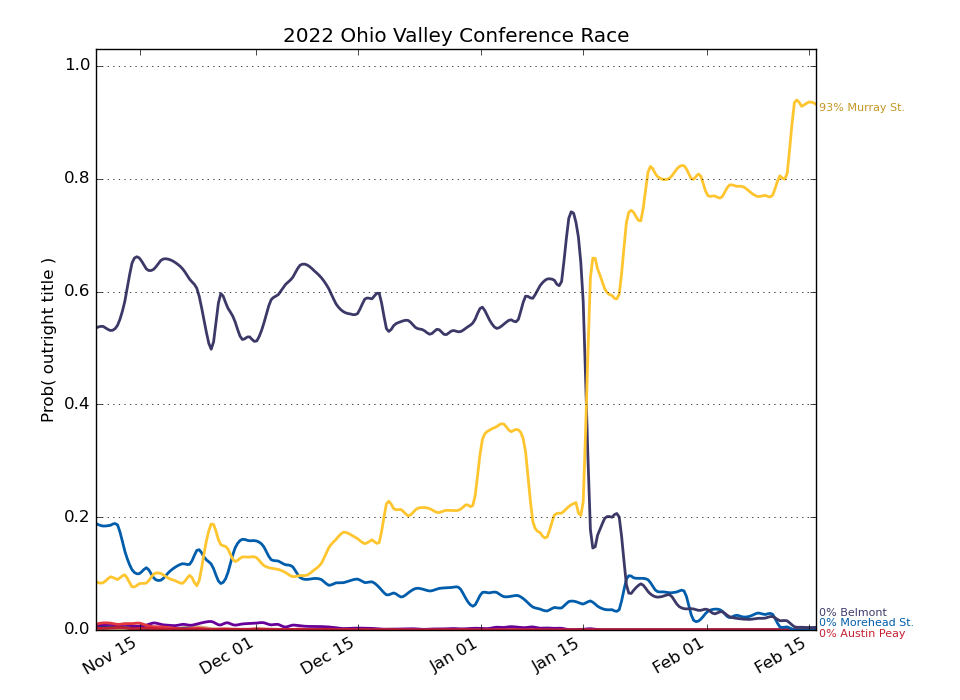 2022 Ohio Valley Conference Race
Prob( outright title )
1.0
0.8
0.6
0.4
0.2
0.0
Nov 15
Dec 01
Dec 15
Jan 01
Jan 15
Feb 01
Feb 15
93% Murray St.
0% Belmont
0% Morehead St.
0% Austin Peay